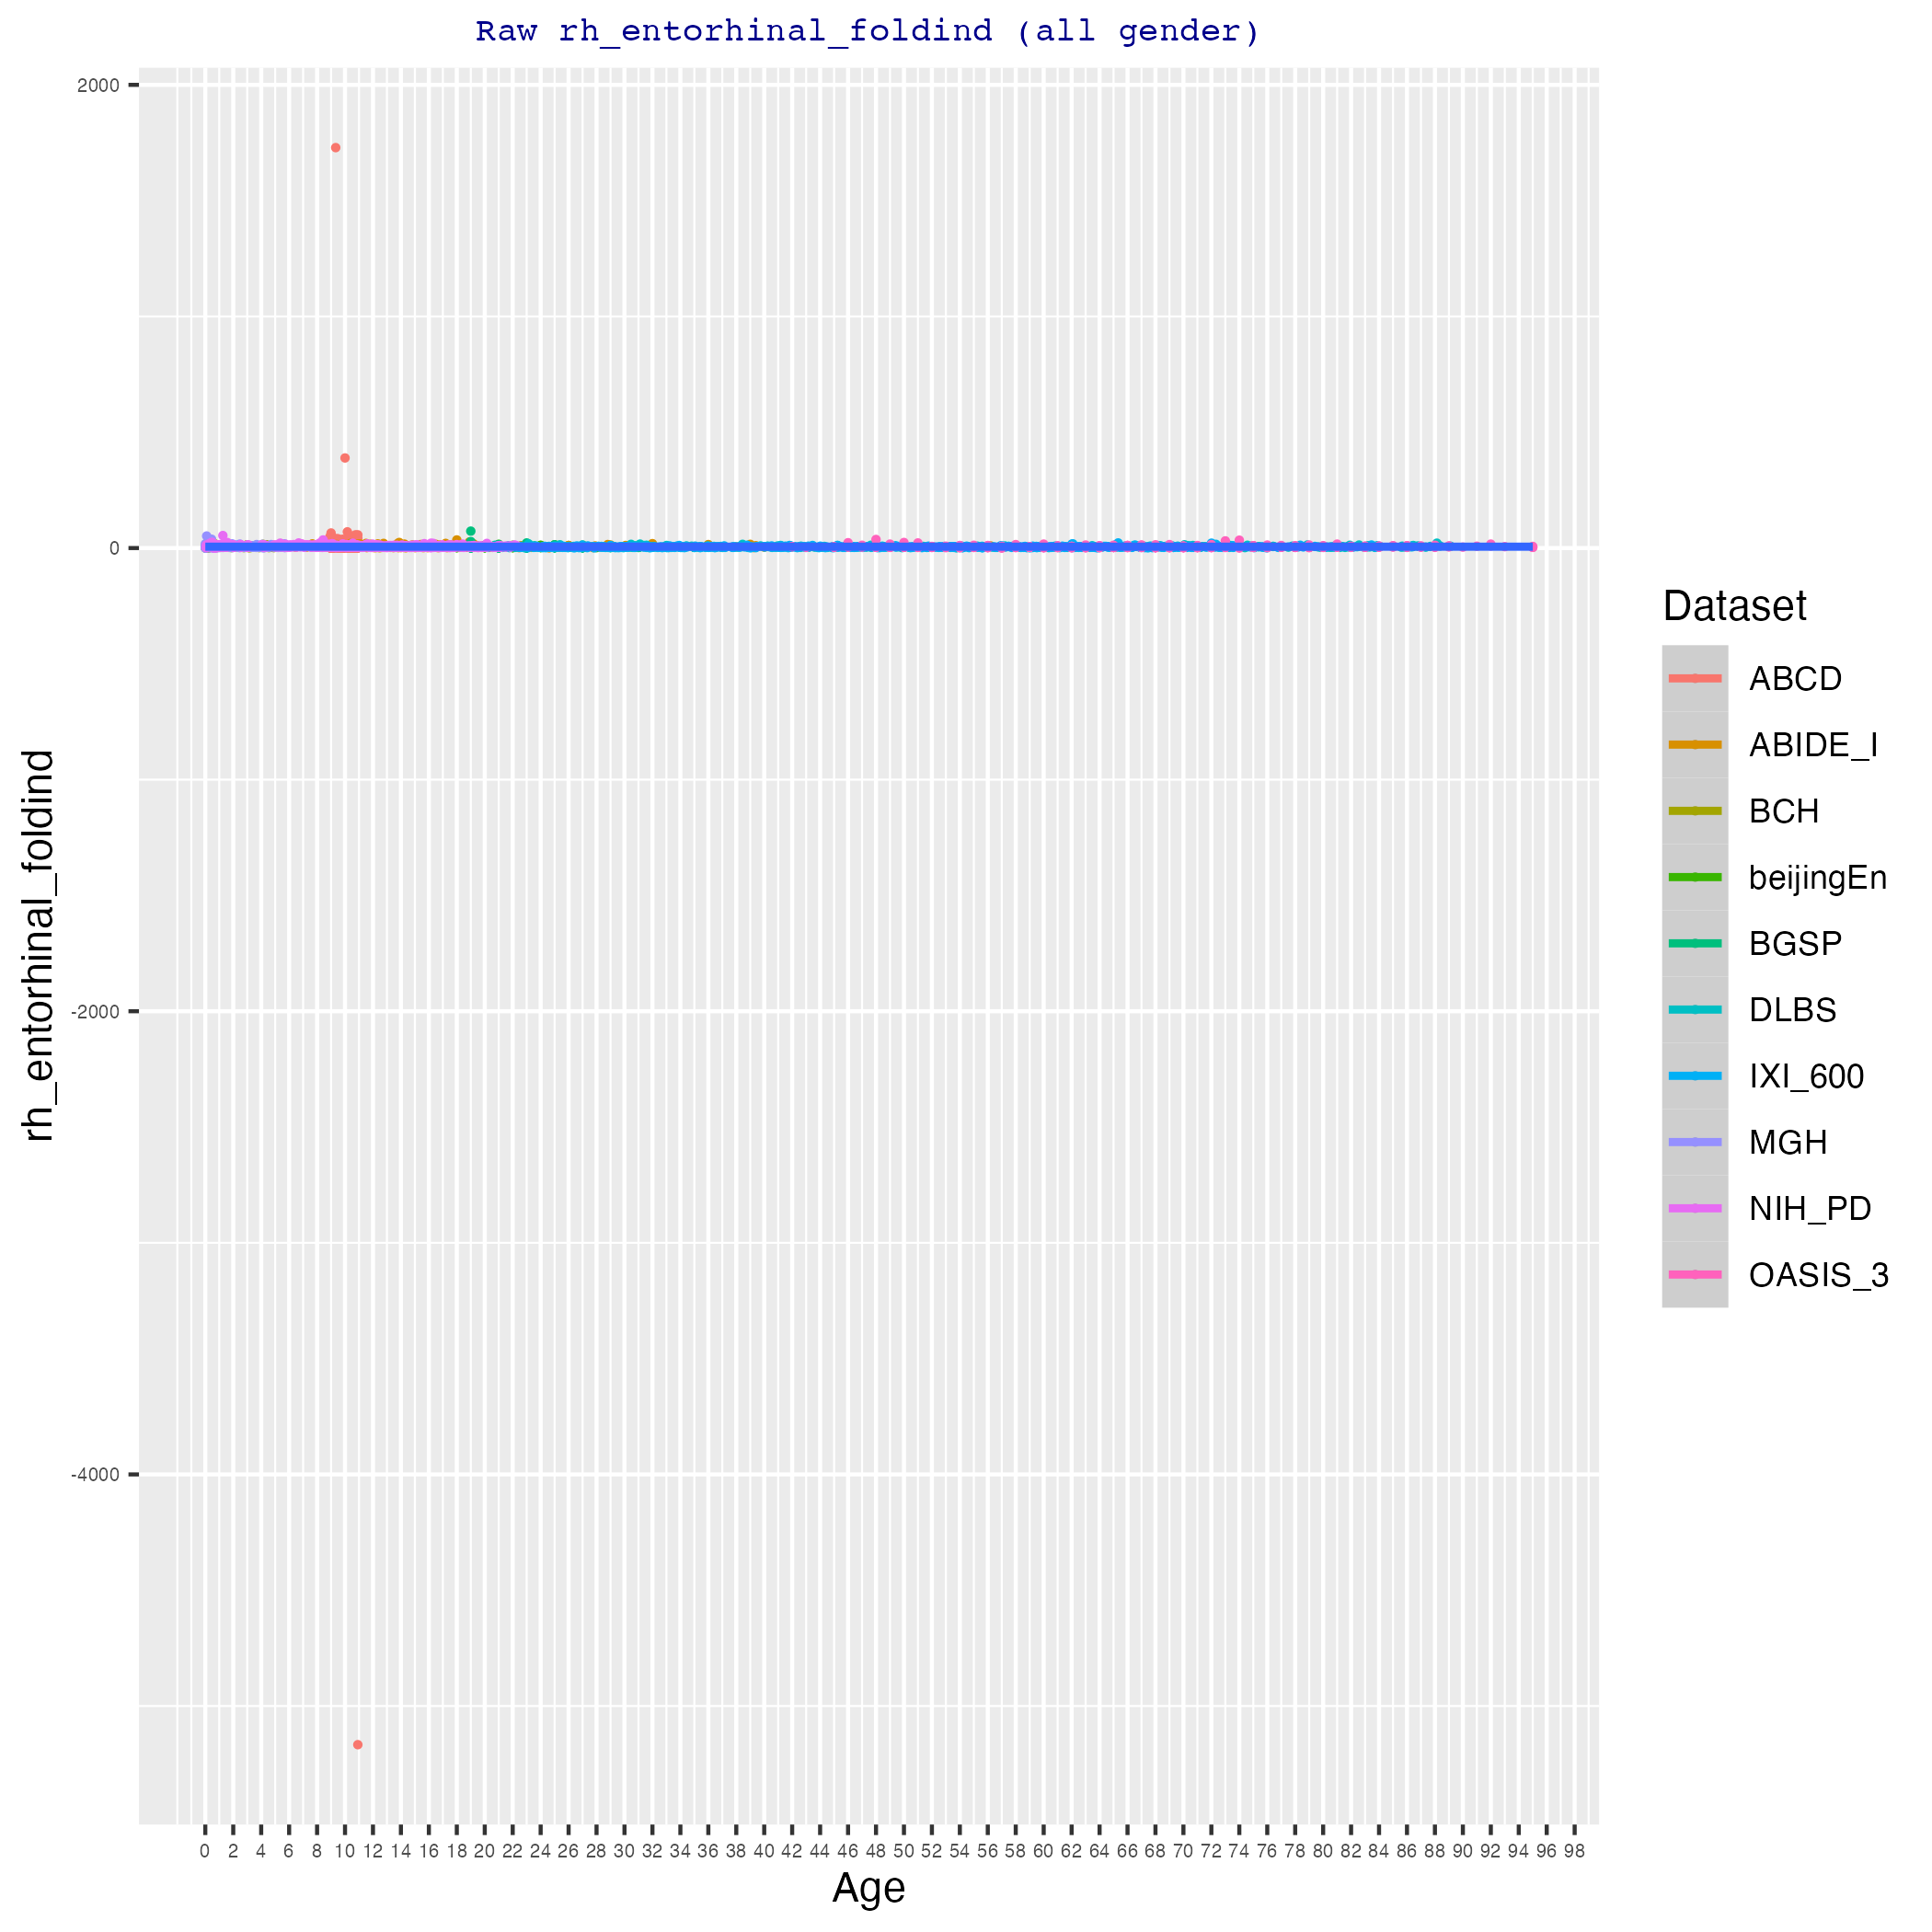 Raw rh_entorhinal_foldind (all gender)
rh_entorhinal_foldind
2000
0
-2000
-4000
0 2 4 6 8 10 12 14 16 18 20 22 24 26 28 30 32 34 36 38 40 42 44 46 48 50 52 54 56 58 60 62 64 66 68 70 72 74 76 78 80 82 84 86 88 90 92 94 96 98
Age
Dataset
ABCD
ABIDE_I
BCH
beijingEn
BGSP
DLBS
IXI_600
MGH
NIH_PD
OASIS_3